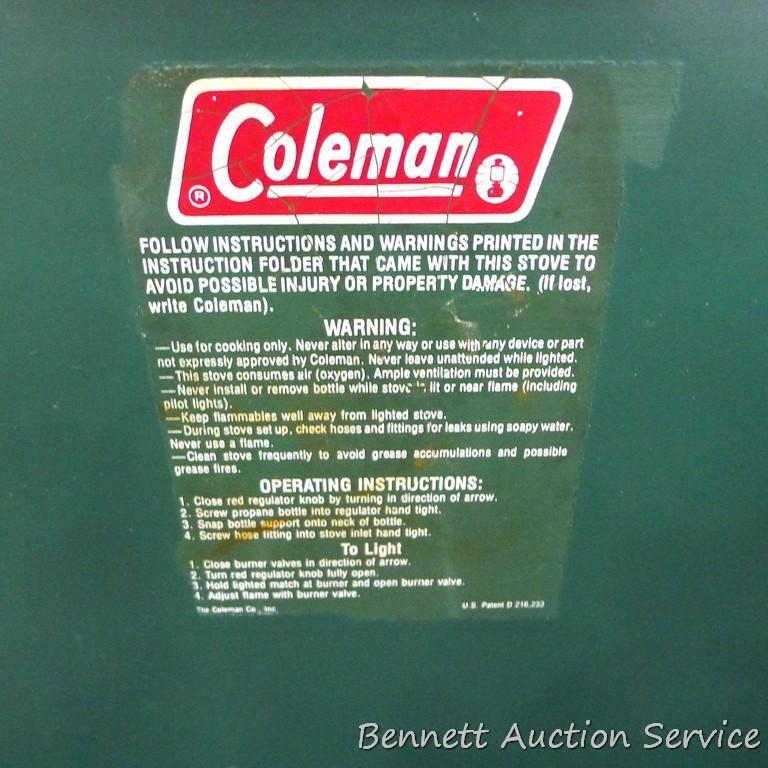 Coleman
®
FOLLOW INSTRUCTIONS AND WARNINGS PRINTED IN THE
INSTRUCTION FOLDER THAT CAME WITH THIS STOVE TO
AVOID POSSIBLE INJURY OR PROPERTY DAMAGE. (If lost,
write Coleman).
WARNING:
—Use for cooking only. Never alter in any way or use with any device or part
not expressly approved by Coleman. Never leave unattended while lighted.
—This stove consumes air (oxygen). Ample ventilation must be provided.
—Never install or remove bottle while stove is lit or near flame (including
pilot lights).
—Keep flammables well away from lighted stove.
—During stove set up, check hoses and fittings for leaks using soapy water.
Never use a flame.
—Clean stove frequently to avoid grease accumulations and possible
grease fires.
OPERATING INSTRUCTIONS:
1. Close red regulator knob by turning in direction of arrow.
2. Screw propane bottle into regulator hand tight.
3. Snap bottle support onto neck of bottle.
4. Screw hose fitting into stove inlet hand tight.
To Light
1. Close burner valves in direction of arrow.
2. Turn red regulator knob fully open.
3. Hold lighted match at burner and open burner valve.
4. Adjust flame with burner valve.
The Coleman Co., Inc. U.S. Patent D 216,233
Bennett Auction Service